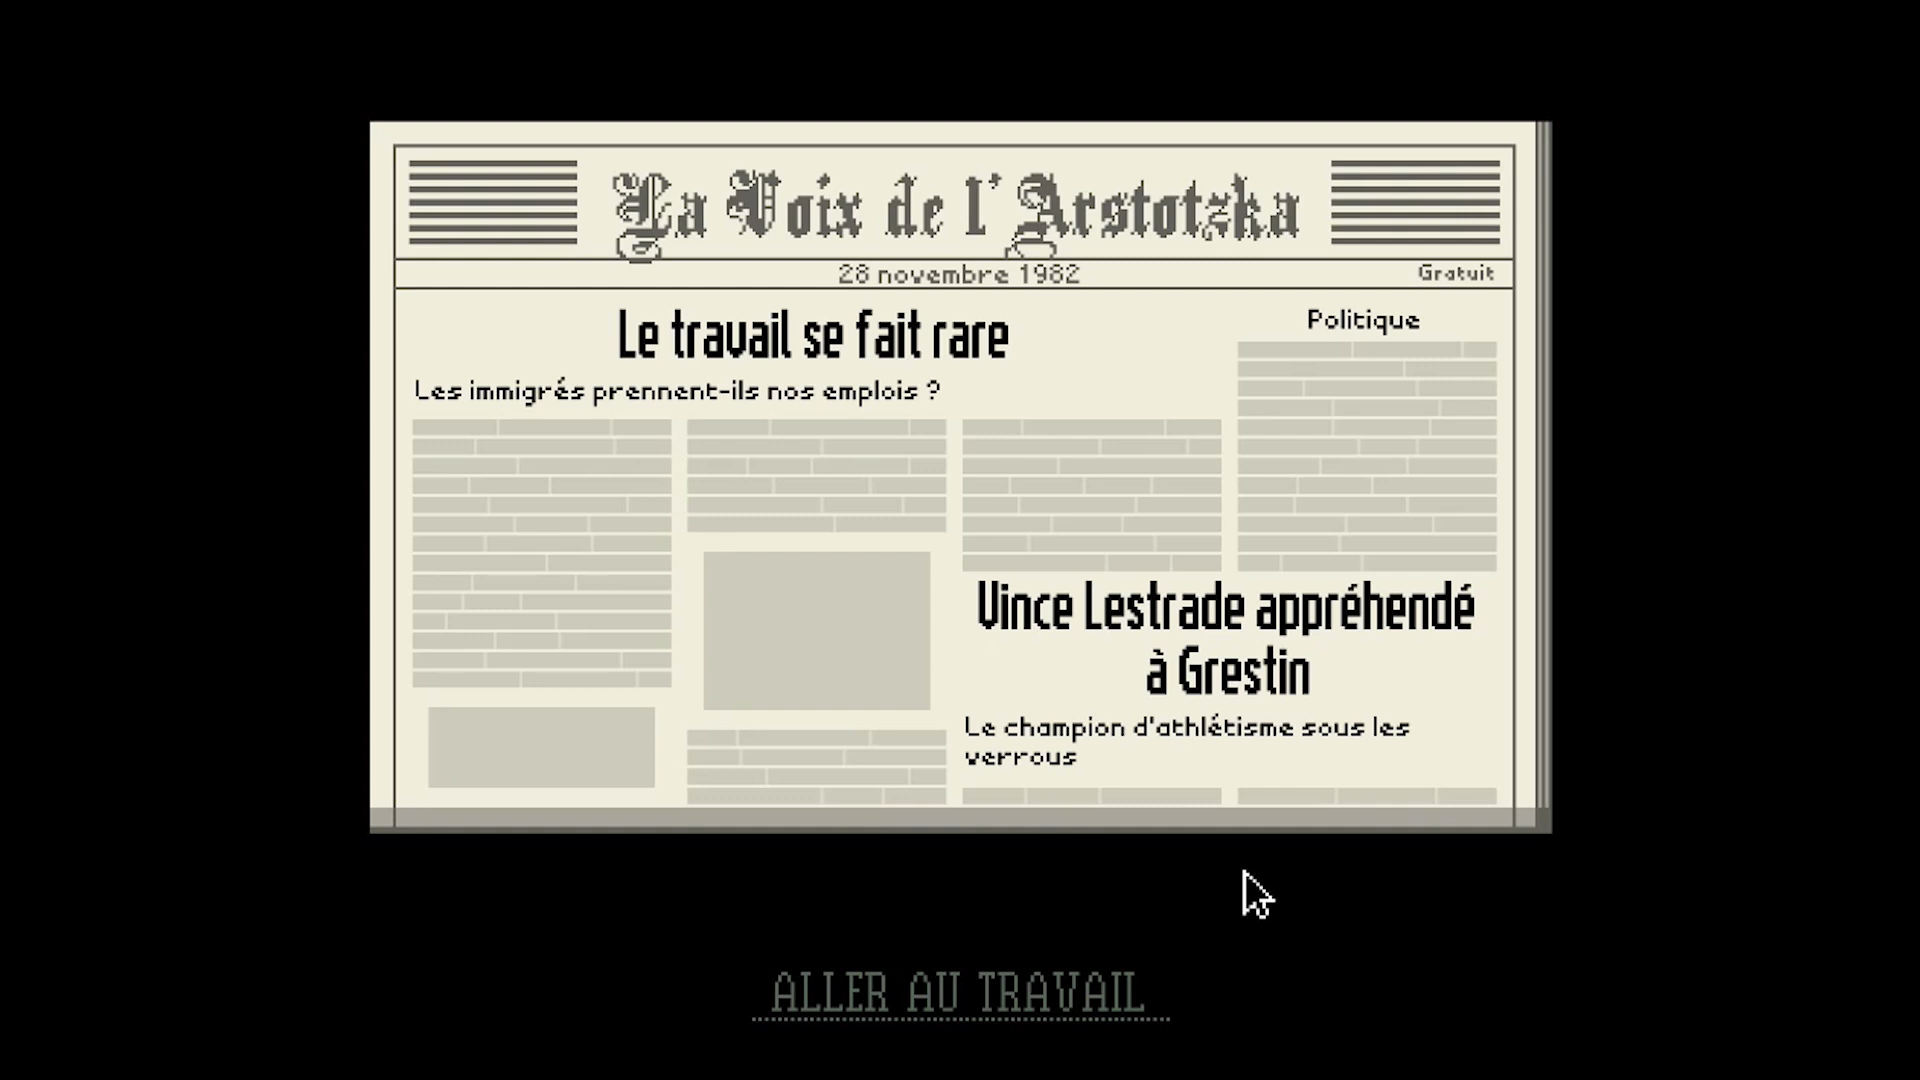 La Voix de l'Arstotzka
28 novembre 1982
Gratuit
Le travail se fait rare
Les immigrés prennent-ils nos emplois ?
Politique
Vince Lestrade appréhendé
à Grestin
Le champion d'athlétisme sous les
verrous
ALLER AU TRAVAIL